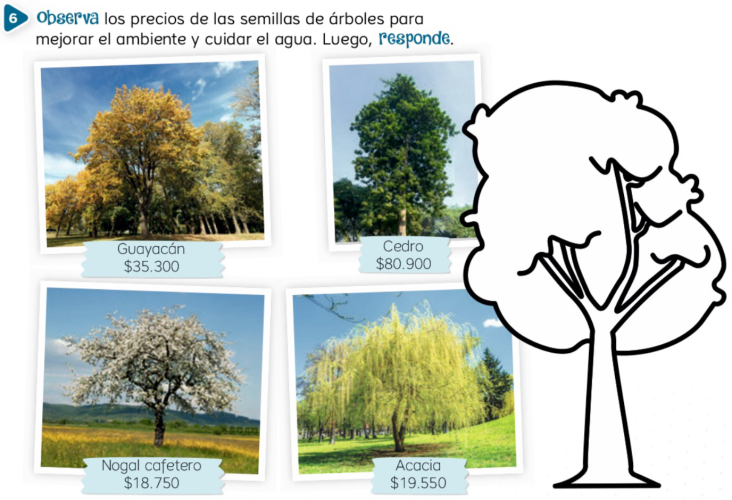 6 Observa los precios de las semillas de árboles para
mejorar el ambiente y cuidar el agua. Luego, responde.
Guayacán
$35.300
Cedro
$80.900
Nogal cafetero
$18.750
Acacia
$19.550